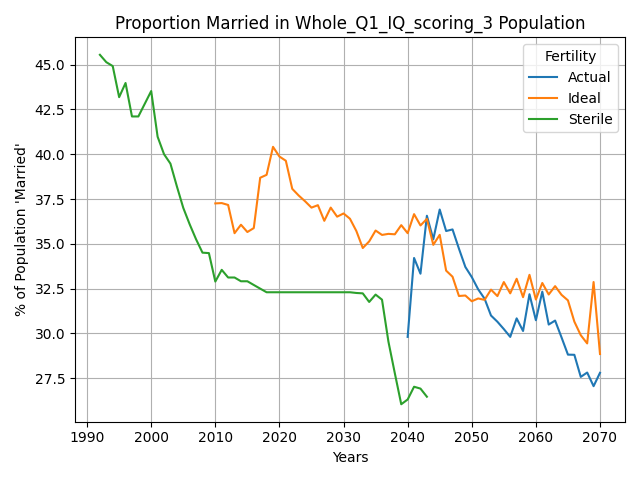 Proportion Married in Whole_Q1_IQ_scoring_3 Population
Fertility
Actual
Ideal
Sterile
% of Population 'Married'
45.0
42.5
40.0
37.5
35.0
32.5
30.0
27.5
1990 2000 2010 2020 2030 2040 2050 2060 2070
Years